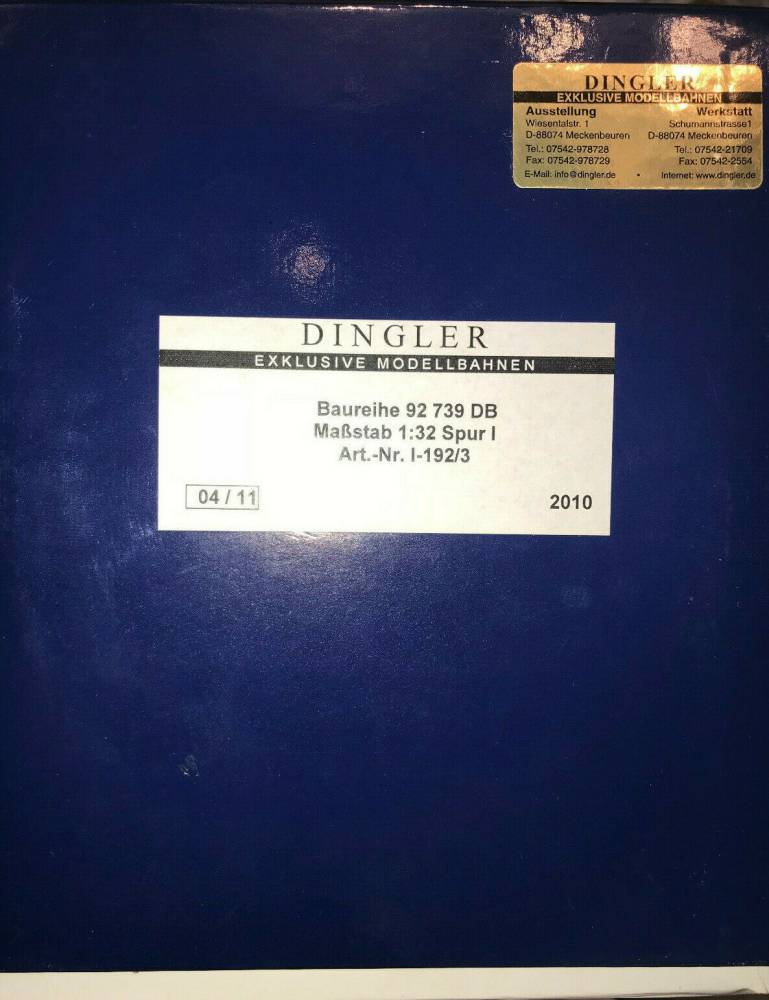 DINGLER
EXKLUSIVE MODELLBAHNEN
Ausstellung
Wiesentalstr. 1
D-88074 Meckenbeuren
Tel.: 07542-978728
Fax: 07542-978729
E-Mail: info@dingler.de
Werkstatt
Schumannstrasse1
D-88074 Meckenbeuren
Tel.: 07542-21709
Fax: 07542-2554
• Internet: www.dingler.de
DINGLER
EXKLUSIVE MODELLBAHNEN
Baureihe 92 739 DB
Maßstab 1:32 Spur I
Art.-Nr. I-192/3
04 / 11
2010